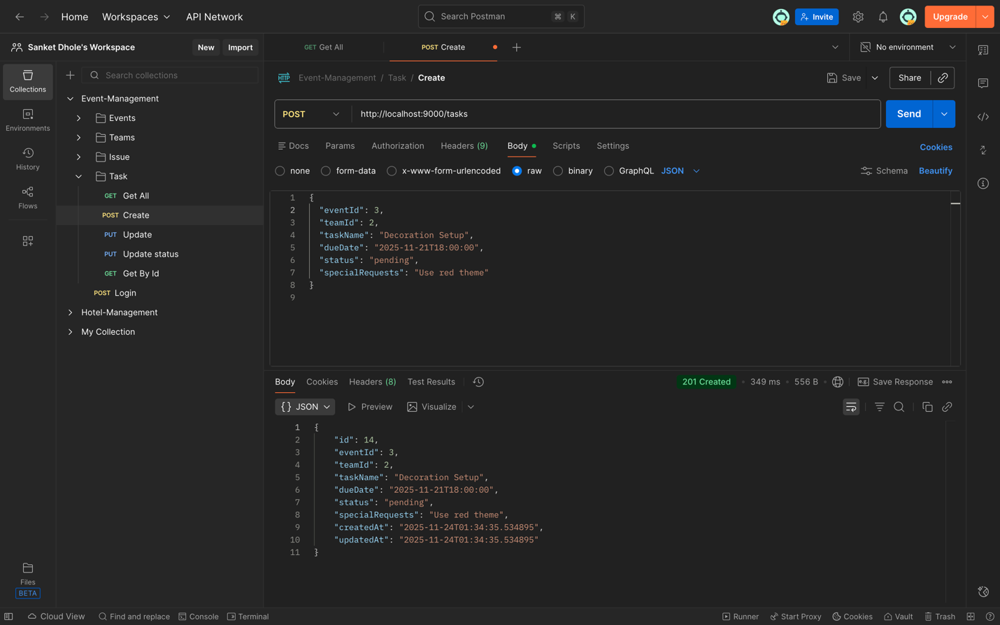 Home Workspaces API Network Search Postman ⌘ K Invite Upgrade
Sanket Dhole's Workspace New Import GET Get All POST Create No environment
Collections
Environments
History
Flows
Files
BETA
Search collections
Event-Management
Events
Teams
Issue
Task
GET Get All
POST Create
PUT Update
PUT Update status
GET Get By Id
POST Login
Hotel-Management
My Collection
HTTP Event-Management / Task / Create Save Share
POST http://localhost:9000/tasks Send
Docs Params Authorization Headers (9) Body Scripts Settings Cookies
none form-data x-www-form-urlencoded raw binary GraphQL JSON Schema Beautify
1 {
2 "eventId": 3,
3 "teamId": 2,
4 "taskName": "Decoration Setup",
5 "dueDate": "2025-11-21T18:00:00",
6 "status": "pending",
7 "specialRequests": "Use red theme"
8 }
9
Body Cookies Headers (8) Test Results 201 Created • 349 ms • 556 B e.g. Save Response
{} JSON Preview Visualize
1 {
2 "id": 14,
3 "eventId": 3,
4 "teamId": 2,
5 "taskName": "Decoration Setup",
6 "dueDate": "2025-11-21T18:00:00",
7 "status": "pending",
8 "specialRequests": "Use red theme",
9 "createdAt": "2025-11-24T01:34:35.534895",
10 "updatedAt": "2025-11-24T01:34:35.534895"
11 }
Cloud View Find and replace Console Terminal Runner Start Proxy Cookies Vault Trash